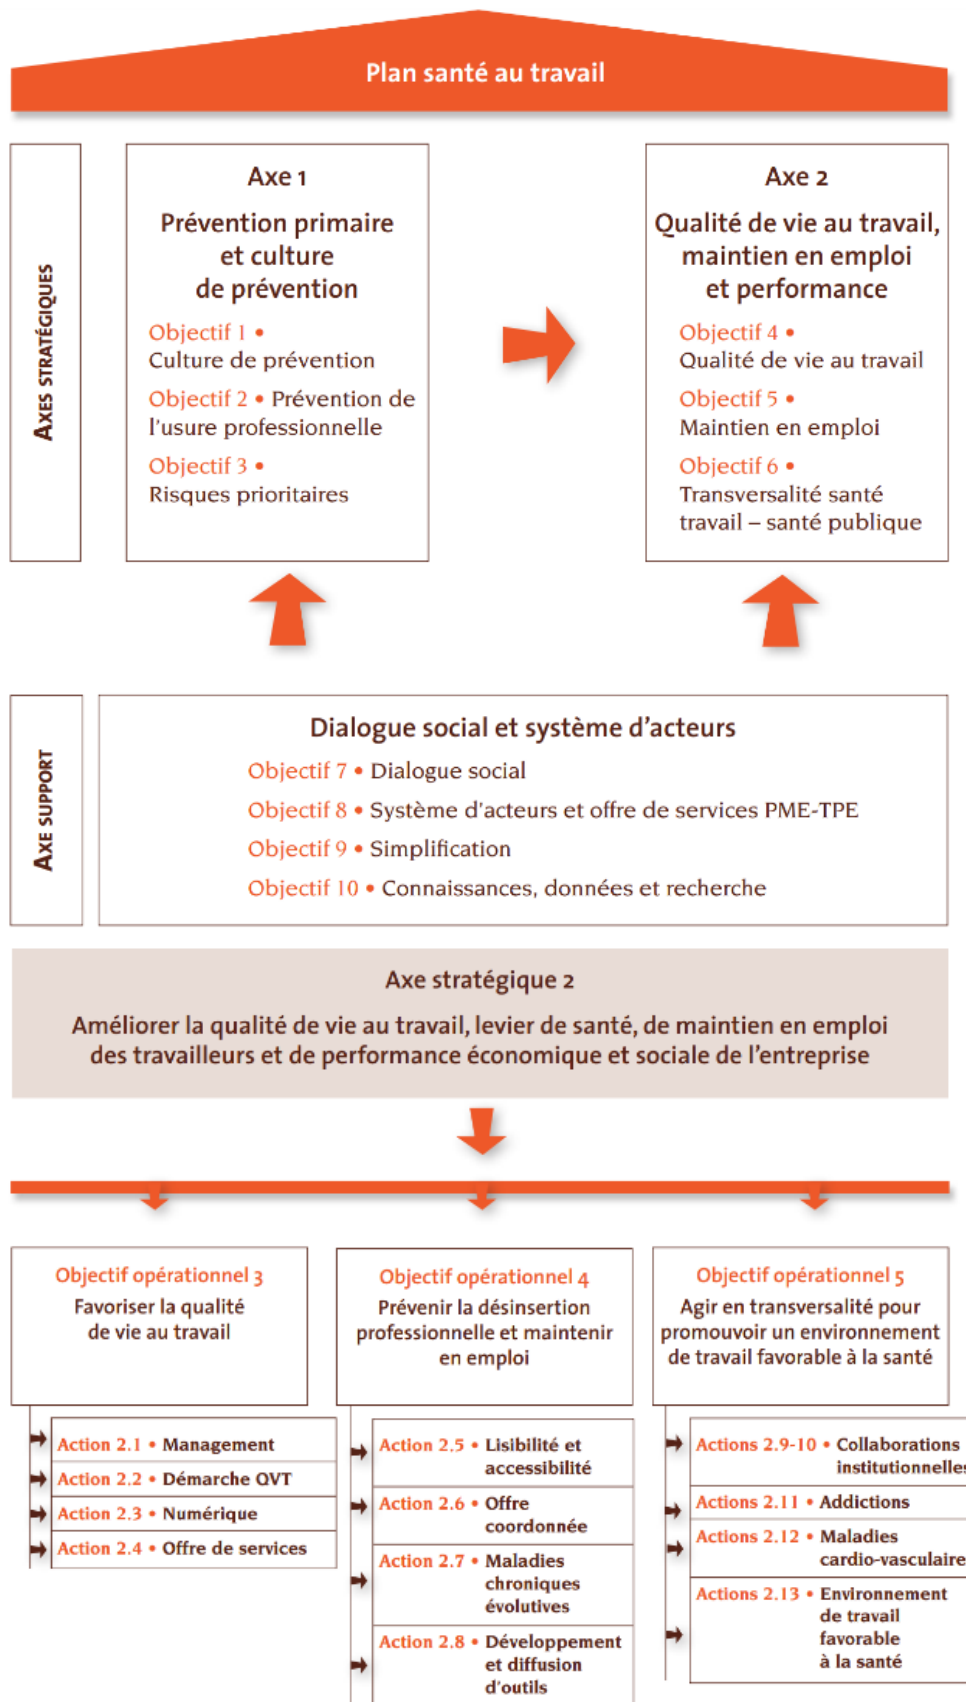 Plan santé au travail
AXES STRATÉGIQUES
Axe 1
Prévention primaire
et culture
de prévention
Objectif 1 •
Culture de prévention
Objectif 2 • Prévention de
l'usure professionnelle
Objectif 3 •
Risques prioritaires
Axe 2
Qualité de vie au travail,
maintien en emploi
et performance
Objectif 4 •
Qualité de vie au travail
Objectif 5 •
Maintien en emploi
Objectif 6 •
Transversalité santé
travail – santé publique
AXE SUPPORT
Dialogue social et système d'acteurs
Objectif 7 • Dialogue social
Objectif 8 • Système d'acteurs et offre de services PME-TPE
Objectif 9 • Simplification
Objectif 10 • Connaissances, données et recherche
Axe stratégique 2
Améliorer la qualité de vie au travail, levier de santé, de maintien en emploi
des travailleurs et de performance économique et sociale de l'entreprise
Objectif opérationnel 3
Favoriser la qualité
de vie au travail
Action 2.1 • Management
Action 2.2 • Démarche QVT
Action 2.3 • Numérique
Action 2.4 • Offre de services
Objectif opérationnel 4
Prévenir la désinsertion
professionnelle et maintenir
en emploi
Action 2.5 • Lisibilité et
accessibilité
Action 2.6 • Offre
coordonnée
Action 2.7 • Maladies
chroniques
évolutives
Action 2.8 • Développement
et diffusion
d'outils
Objectif opérationnel 5
Agir en transversalité pour
promouvoir un environnement
de travail favorable à la santé
Actions 2.9-10 • Collaborations
institutionnelles
Actions 2.11 • Addictions
Actions 2.12 • Maladies
cardio-vasculaire
Actions 2.13 • Environnement
de travail
favorable
à la santé